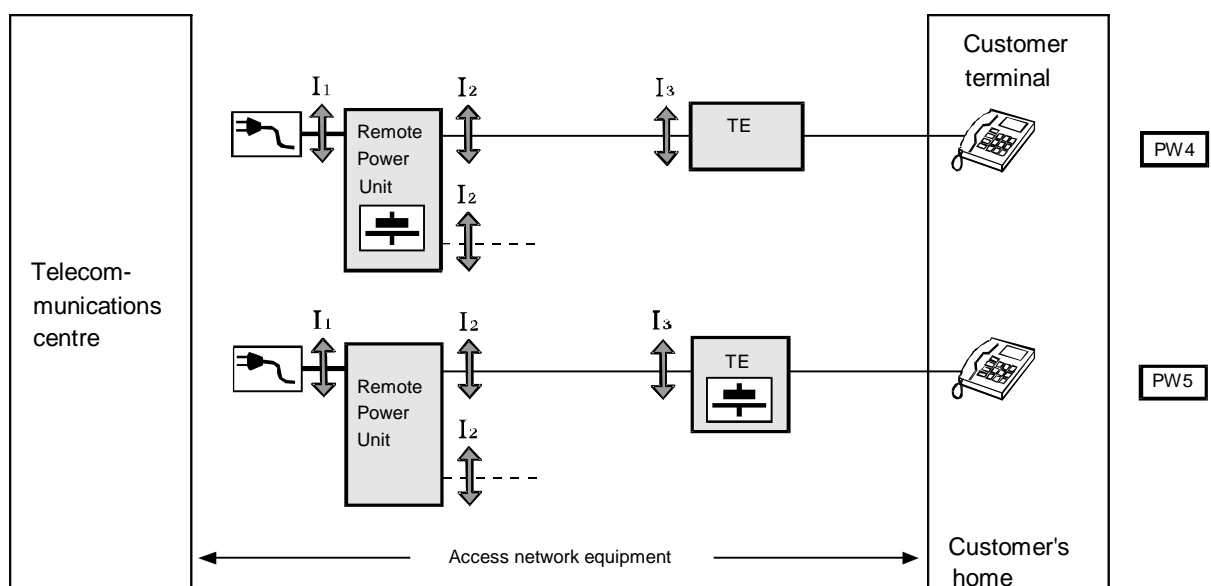 Customer
terminal
I1
I2
I3
Remote
Power
Unit
TE
PW4
I2
Telecom-
munications
centre
I1
I2
I3
Remote
Power
Unit
TE
PW5
I2
Access network equipment
Customer's
home